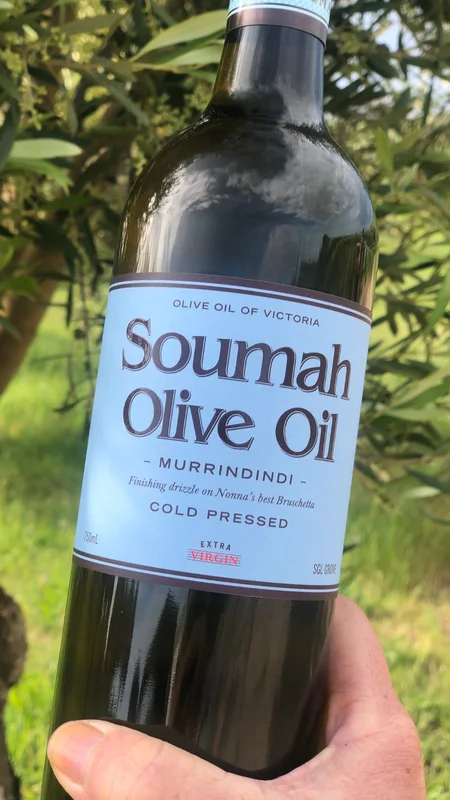 OLIVE OIL OF VICTORIA
Soumah
Olive Oil
- MURRINDINDI -
Finishing drizzle on Nonna's best Bruschetta
COLD PRESSED
EXTRA
VIRGIN
750mL
SGL GROVE